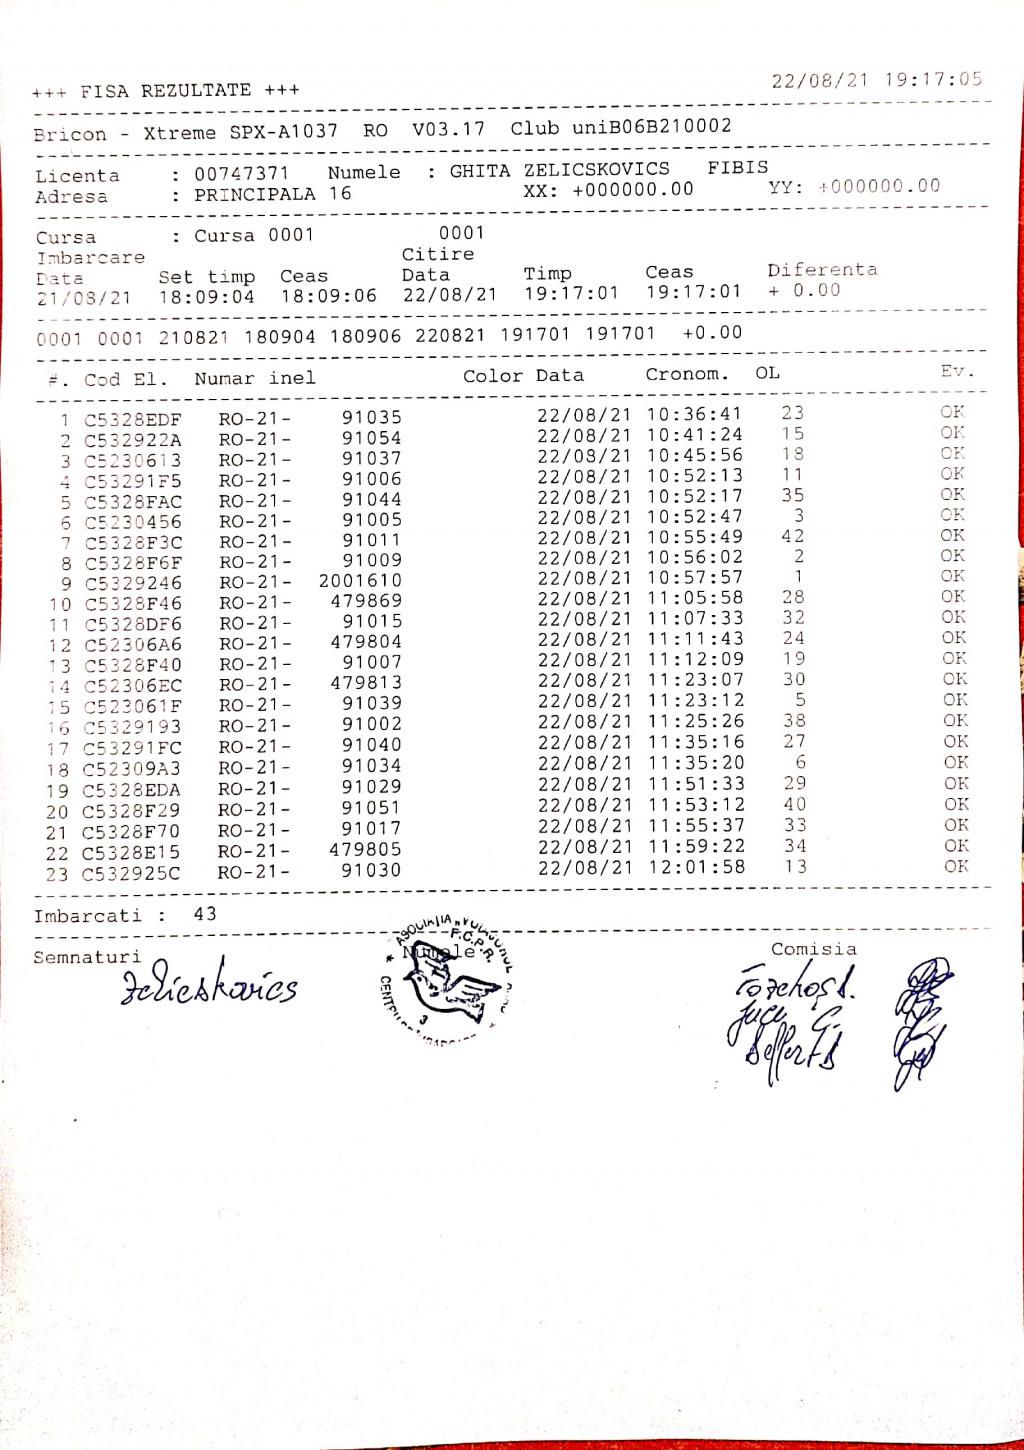 22/08/21 19:17:05
+++ FISA REZULTATE +++
Bricon - Xtreme SPX-A1037 RO V03.17 Club uniB06B210002
Licenta : 00747371 Numele : GHITA ZELICSKOVICS FIBIS
Adresa : PRINCIPALA 16 XX: +000000.00 YY: +000000.00
Cursa : Cursa 0001 0001
Imbarcare Citire
Data Set timp Ceas Data Timp Ceas Diferenta
21/08/21 18:09:04 18:09:06 22/08/21 19:17:01 19:17:01 + 0.00
0001 0001 210821 180904 180906 220821 191701 191701 +0.00
#. Cod El. Numar inel Color Data Cronom. OL Ev.
1 C5328EDF RO-21- 91035 22/08/21 10:36:41 23 OK
2 C532922A RO-21- 91054 22/08/21 10:41:24 15 OK
3 C5230613 RO-21- 91037 22/08/21 10:45:56 18 OK
4 C53291F5 RO-21- 91006 22/08/21 10:52:13 11 OK
5 C5328FAC RO-21- 91044 22/08/21 10:52:17 35 OK
6 C5230456 RO-21- 91005 22/08/21 10:52:47 3 OK
7 C5328F3C RO-21- 91011 22/08/21 10:55:49 42 OK
8 C5328F6F RO-21- 91009 22/08/21 10:56:02 2 OK
9 C5329246 RO-21- 2001610 22/08/21 10:57:57 1 OK
10 C5328F46 RO-21- 479869 22/08/21 11:05:58 28 OK
11 C5328DF6 RO-21- 91015 22/08/21 11:07:33 32 OK
12 C52306A6 RO-21- 479804 22/08/21 11:11:43 24 OK
13 C5328F40 RO-21- 91007 22/08/21 11:12:09 19 OK
14 C52306EC RO-21- 479813 22/08/21 11:23:07 30 OK
15 C523061F RO-21- 91039 22/08/21 11:23:12 5 OK
16 C5329193 RO-21- 91002 22/08/21 11:25:26 38 OK
17 C53291FC RO-21- 91040 22/08/21 11:35:16 27 OK
18 C52309A3 RO-21- 91034 22/08/21 11:35:20 6 OK
19 C5328EDA RO-21- 91029 22/08/21 11:51:33 29 OK
20 C5328F29 RO-21- 91051 22/08/21 11:53:12 40 OK
21 C5328F70 RO-21- 91017 22/08/21 11:55:37 33 OK
22 C5328E15 RO-21- 479805 22/08/21 11:59:22 34 OK
23 C532925C RO-21- 91030 22/08/21 12:01:58 13 OK
Imbarcati : 43
Semnaturi Numele Comisia
Zelicskovics
F.C.P.R.
3